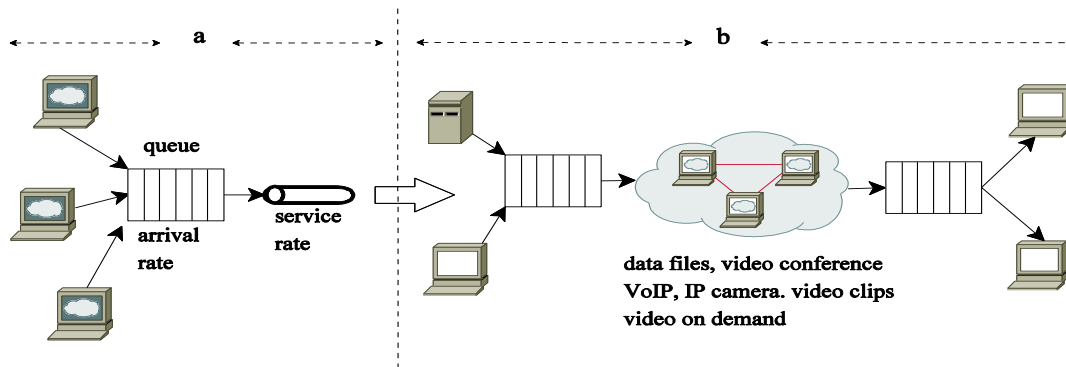 a
b
queue
arrival
rate
service
rate
data files, video conference
VoIP, IP camera. video clips
video on demand